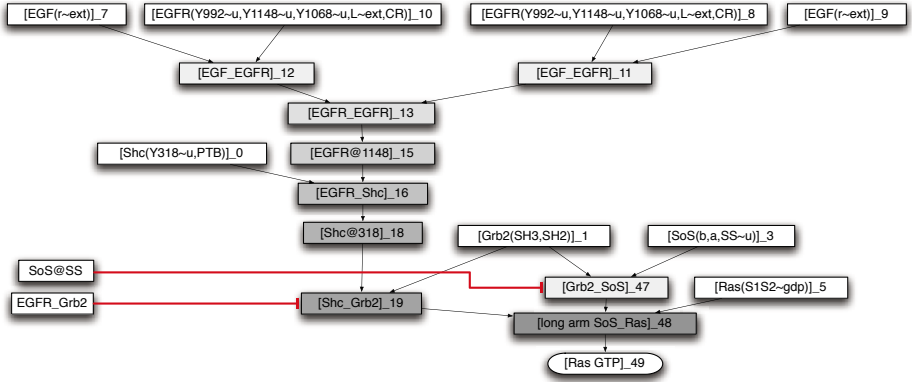 [EGF(r~ext)]_7
[EGFR(Y992~u,Y1148~u,Y1068~u,L~ext,CR)]_10
[EGFR(Y992~u,Y1148~u,Y1068~u,L~ext,CR)]_8
[EGF(r~ext)]_9
[EGF_EGFR]_12
[EGF_EGFR]_11
[EGFR_EGFR]_13
[Shc(Y318~u,PTB)]_0
[EGFR@1148]_15
[EGFR_Shc]_16
[Shc@318]_18
[Grb2(SH3,SH2)]_1
[SoS(b,a,SS~u)]_3
SoS@SS
[Grb2_SoS]_47
[Ras(S1S2~gdp)]_5
EGFR_Grb2
[Shc_Grb2]_19
[long arm SoS_Ras]_48
[Ras GTP]_49